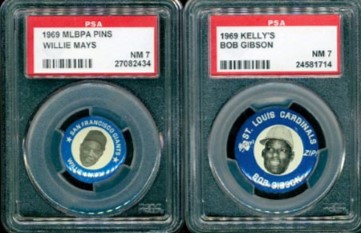 PSA
1969 MLBPA PINS
WILLIE MAYS
NM 7
27082434
SAN FRANCISCO GIANTS
PSA
1969 KELLY'S
BOB GIBSON
NM 7
24581714
ST. LOUIS CARDINALS
BOB GIBSON